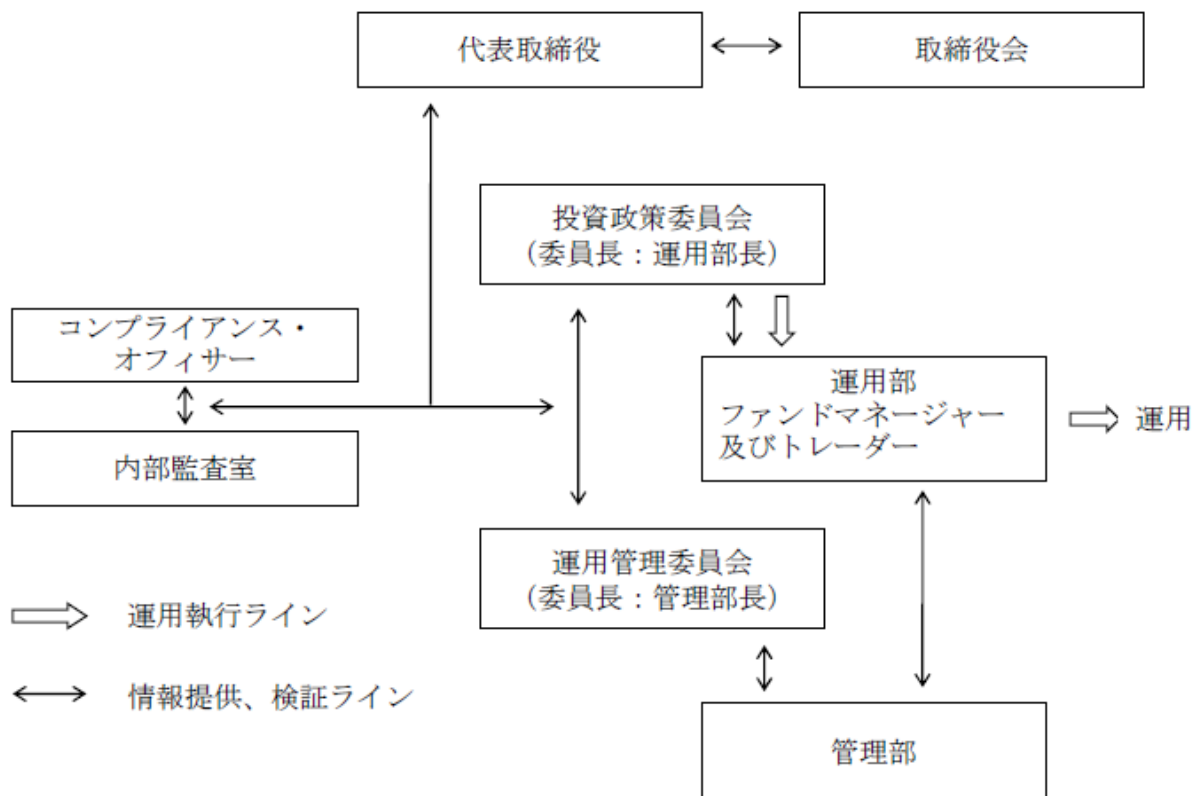 代表取締役
取締役会
投資政策委員会
（委員長：運用部長）
コンプライアンス・
オフィサー
内部監査室
運用部
ファンドマネージャー
及びトレーダー
運用
運用管理委員会
（委員長：管理部長）
運用執行ライン
情報提供、検証ライン
管理部